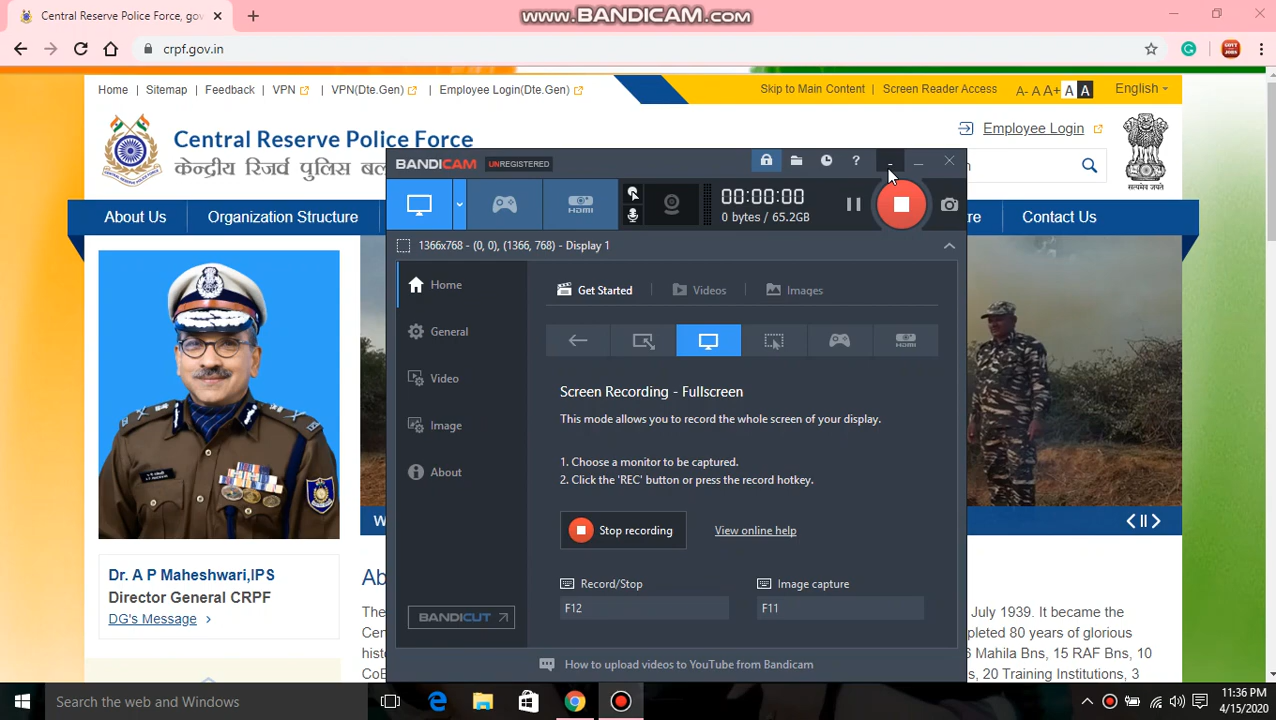 Central Reserve Police Force, gov
www.BANDICAM.com
crpf.gov.in
Home Sitemap Feedback VPN VPN(Dte.Gen) Employee Login(Dte.Gen)
Skip to Main Content Screen Reader Access A- A A+ A A English
Central Reserve Police Force
केन्द्रीय रिजर्व पुलिस बल
Employee Login
About Us Organization Structure Contact Us
BANDICAM UNREGISTERED
00:00:00
0 bytes / 65.2GB
1366x768 - (0, 0), (1366, 768) - Display 1
Home
General
Video
Image
About
BANDICUT
Get Started Videos Images
HDMI
Screen Recording - Fullscreen
This mode allows you to record the whole screen of your display.
1. Choose a monitor to be captured.
2. Click the 'REC' button or press the record hotkey.
Stop recording View online help
Record/Stop Image capture
F12 F11
How to upload videos to YouTube from Bandicam
Dr. A P Maheshwari,IPS
Director General CRPF
DG's Message
July 1939. It became the
pleted 80 years of glorious
Mahila Bns, 15 RAF Bns, 10
20 Training Institutions, 3
Search the web and Windows
11:36 PM
4/15/2020